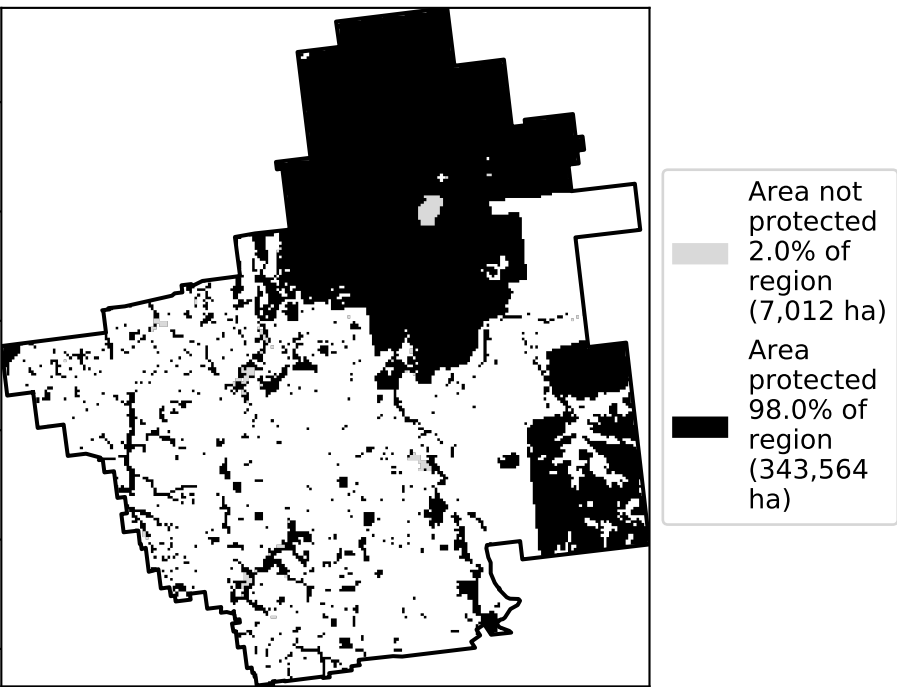 Area not
protected
2.0% of
region
(7,012 ha)
Area
protected
98.0% of
region
(343,564
ha)